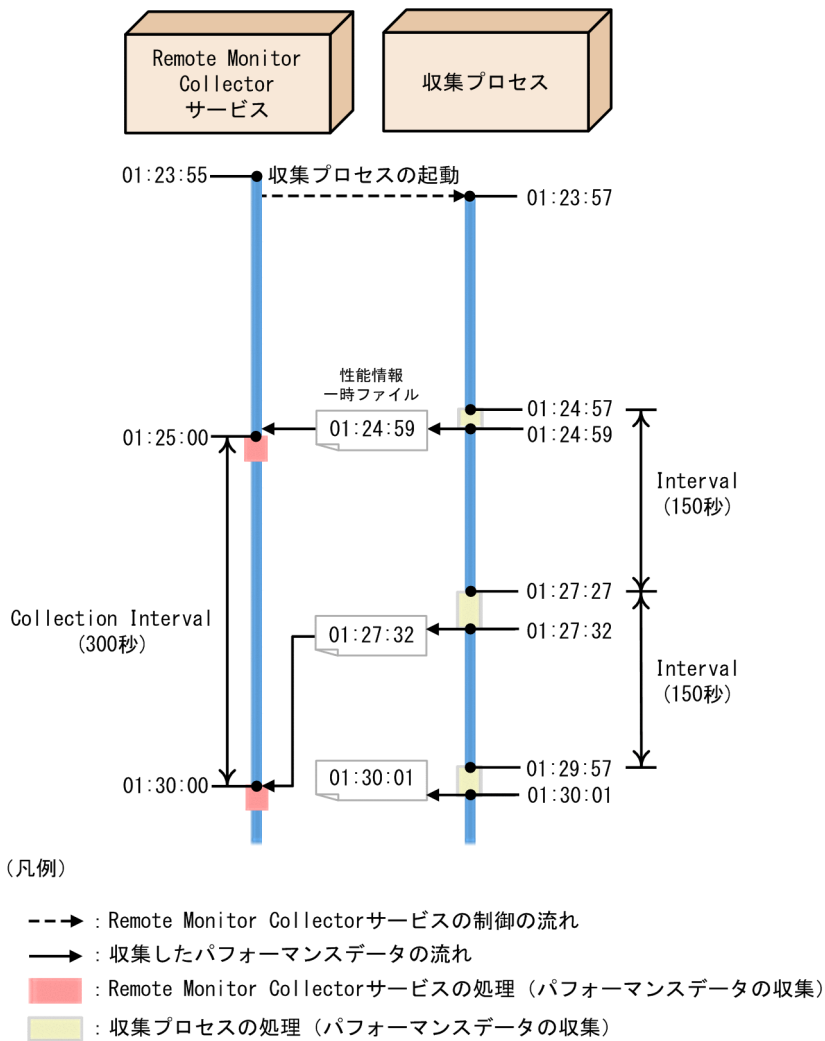 Remote Monitor
Collector
サービス
収集プロセス
01:23:55
収集プロセスの起動
01:23:57
性能情報
一時ファイル
01:24:57
01:24:59
01:24:59
01:25:00
Interval
(150秒)
01:27:27
Collection Interval
(300秒)
01:27:32
01:27:32
Interval
(150秒)
01:29:57
01:30:00
01:30:01
01:30:01
(凡例)
：Remote Monitor Collectorサービスの制御の流れ
：収集したパフォーマンスデータの流れ
：Remote Monitor Collectorサービスの処理（パフォーマンスデータの収集）
：収集プロセスの処理（パフォーマンスデータの収集）